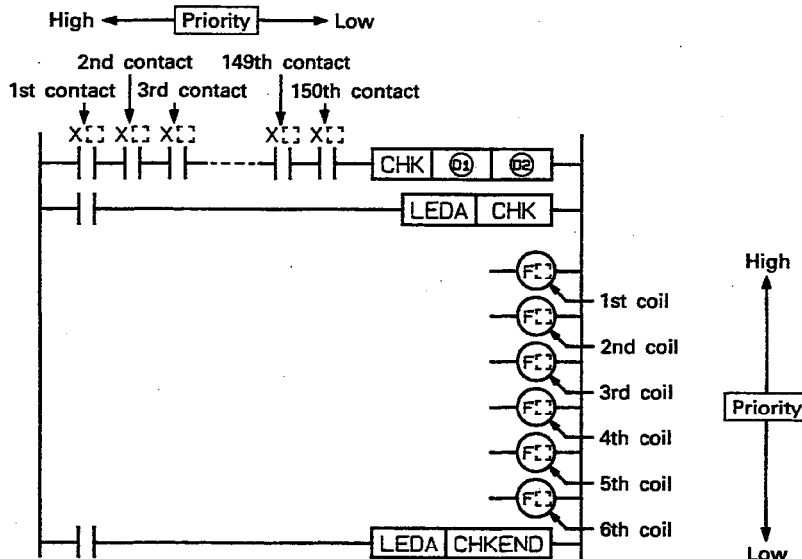 High Priority Low
2nd contact 149th contact
1st contact 3rd contact 150th contact
X X X X X
CHK D1 D2
LEDA CHK
F 1st coil
F 2nd coil
F 3rd coil
F 4th coil
F 5th coil
F 6th coil
High
Priority
Low
LEDA CHKEND